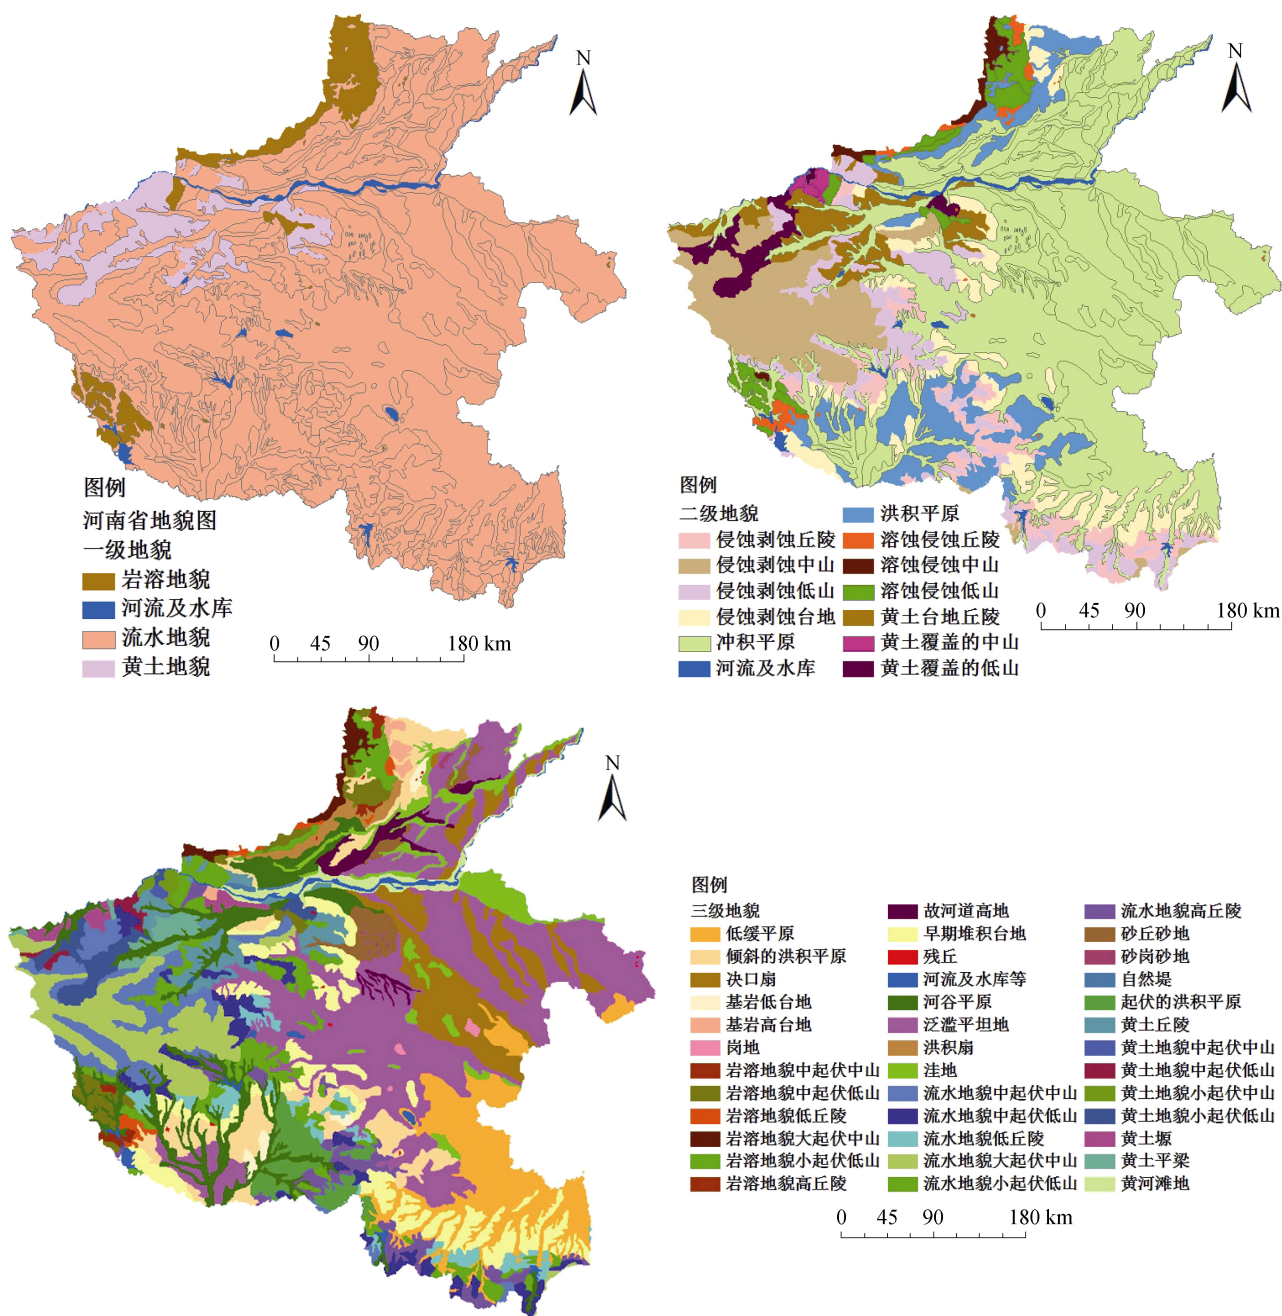 N
图例
河南省地貌图
一级地貌
岩溶地貌
河流及水库
流水地貌
黄土地貌
0 45 90 180 km
N
图例
二级地貌
侵蚀剥蚀丘陵
侵蚀剥蚀中山
侵蚀剥蚀低山
侵蚀剥蚀台地
冲积平原
河流及水库
洪积平原
溶蚀侵蚀丘陵
溶蚀侵蚀中山
溶蚀侵蚀低山
黄土台地丘陵
黄土覆盖的中山
黄土覆盖的低山
0 45 90 180 km
N
图例
三级地貌
低缓平原
倾斜的洪积平原
决口扇
基岩低台地
基岩高台地
岗地
岩溶地貌中起伏中山
岩溶地貌中起伏低山
岩溶地貌低丘陵
岩溶地貌大起伏中山
岩溶地貌小起伏低山
岩溶地貌高丘陵
故河道高地
早期堆积台地
残丘
河流及水库等
河谷平原
泛滥平坦地
洪积扇
洼地
流水地貌中起伏中山
流水地貌中起伏低山
流水地貌低丘陵
流水地貌大起伏中山
流水地貌小起伏低山
流水地貌高丘陵
砂丘砂地
砂岗砂地
自然堤
起伏的洪积平原
黄土丘陵
黄土地貌中起伏中山
黄土地貌中起伏低山
黄土地貌小起伏中山
黄土地貌小起伏低山
黄土塬
黄土平梁
黄河滩地
0 45 90 180 km